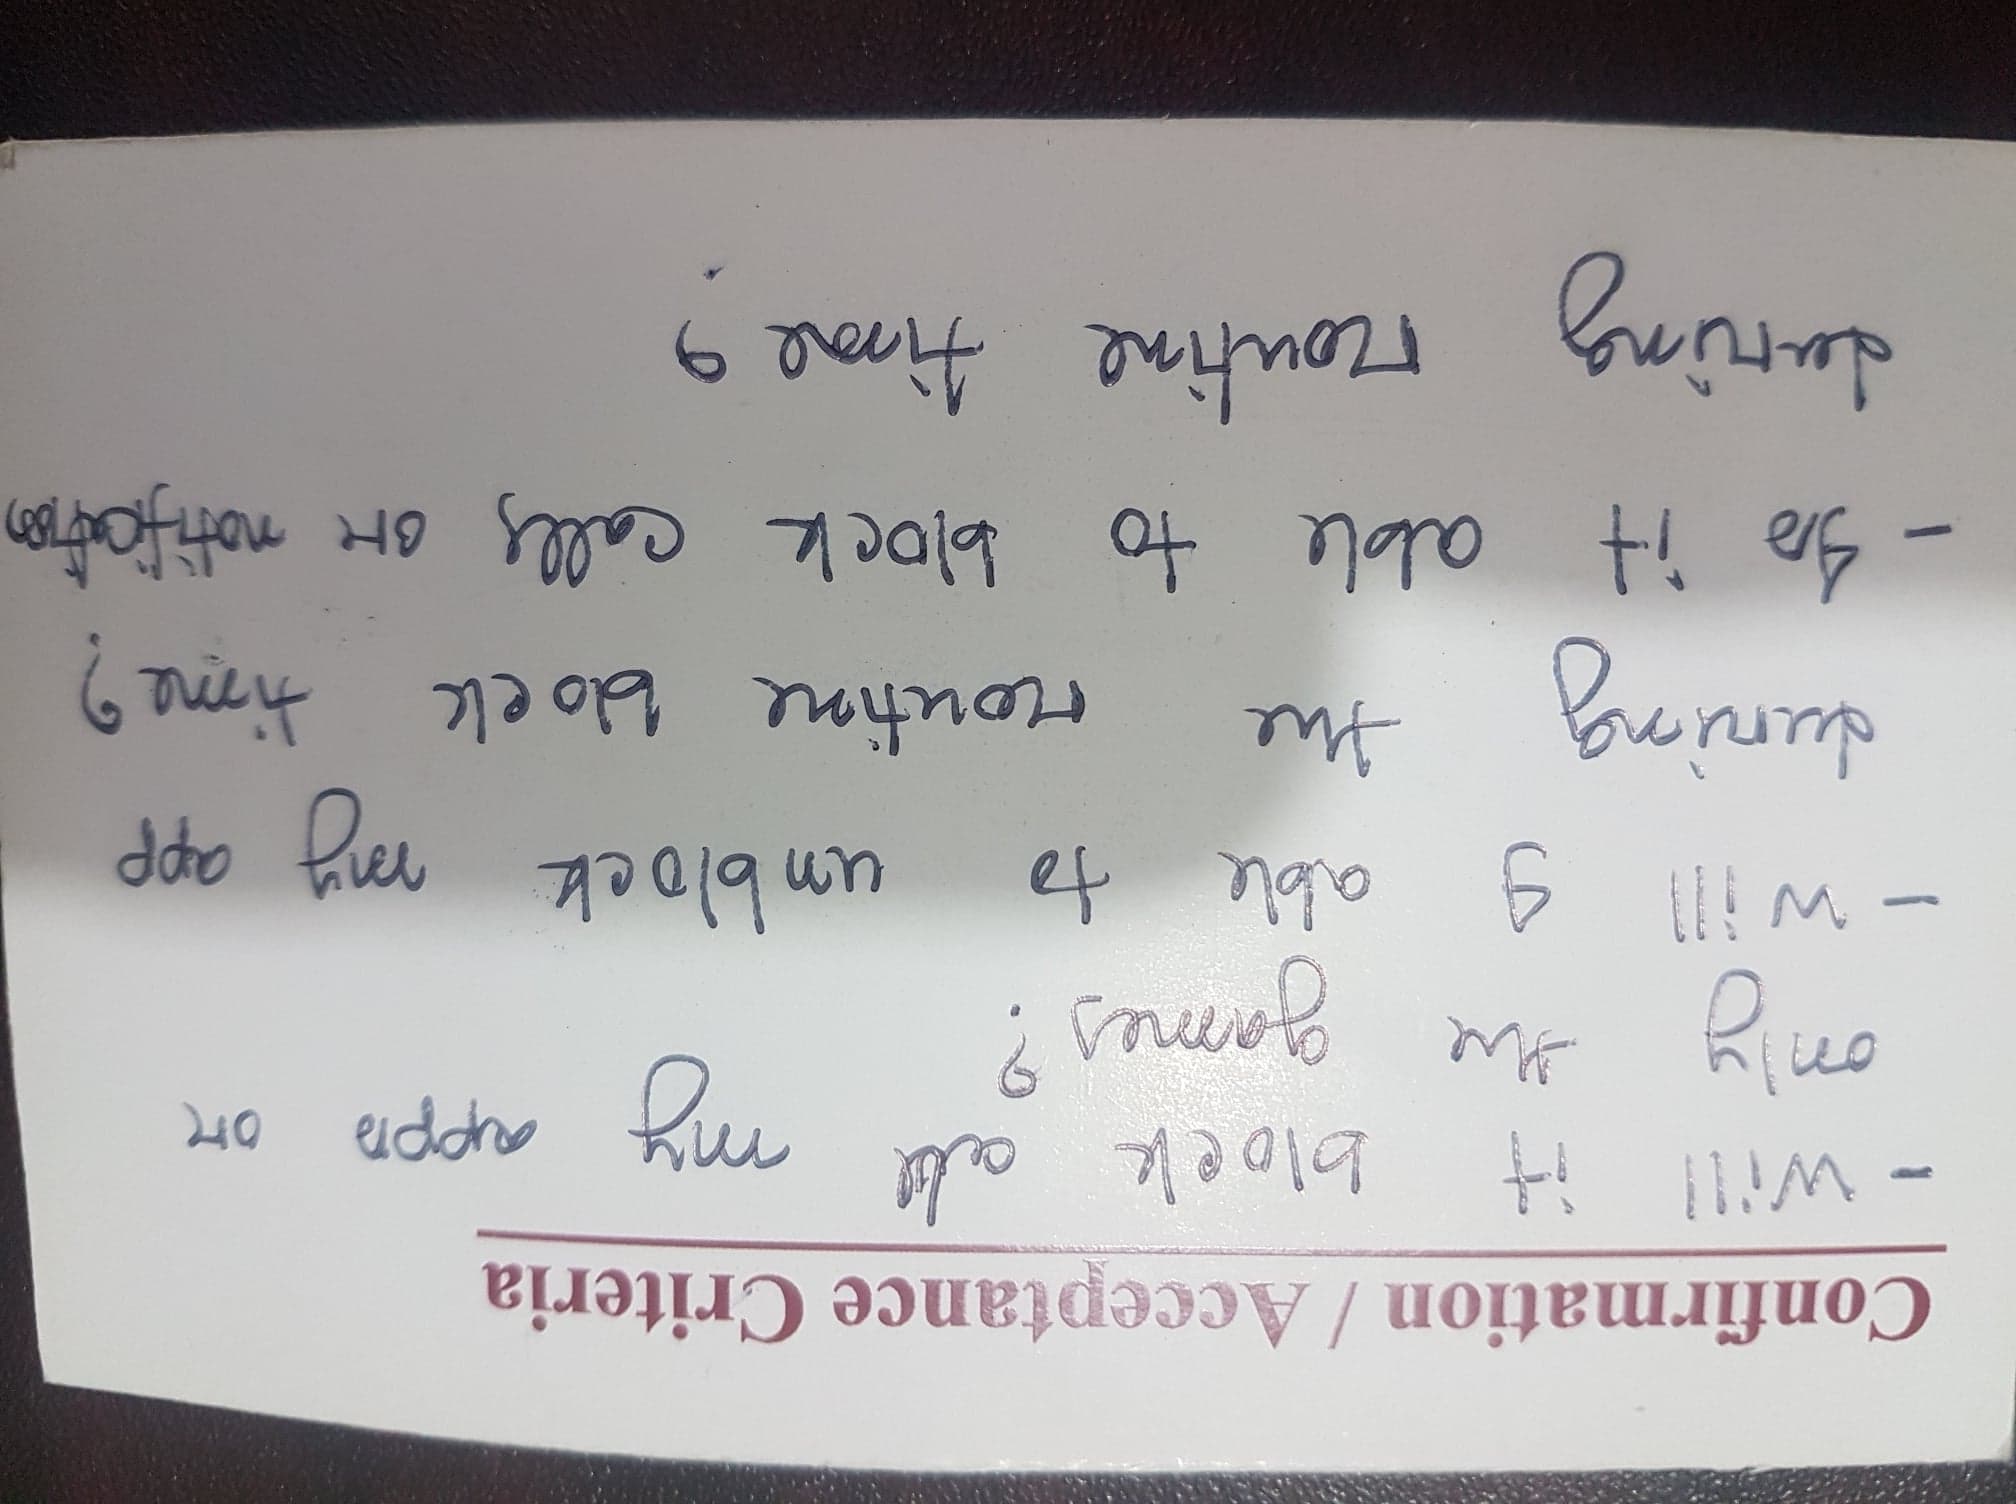 Confirmation / Acceptance Criteria
- Will it block all my apps or
only the games?
- Will I able to unblock my app
during the routine block time?
- Is it able to block calls or notification
during routine time?